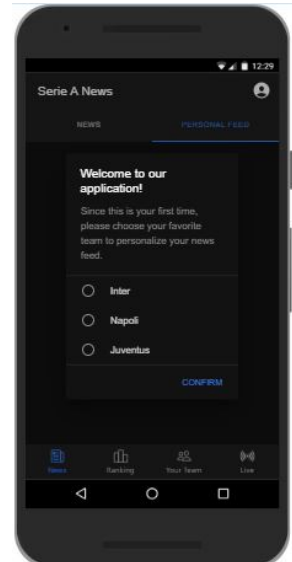 12:29
Serie A News
NEWS PERSONAL FEED
Welcome to our
application!
Since this is your first time,
please choose your favorite
team to personalize your news
feed.
Inter
Napoli
Juventus
CONFIRM
News Ranking Your Team Live